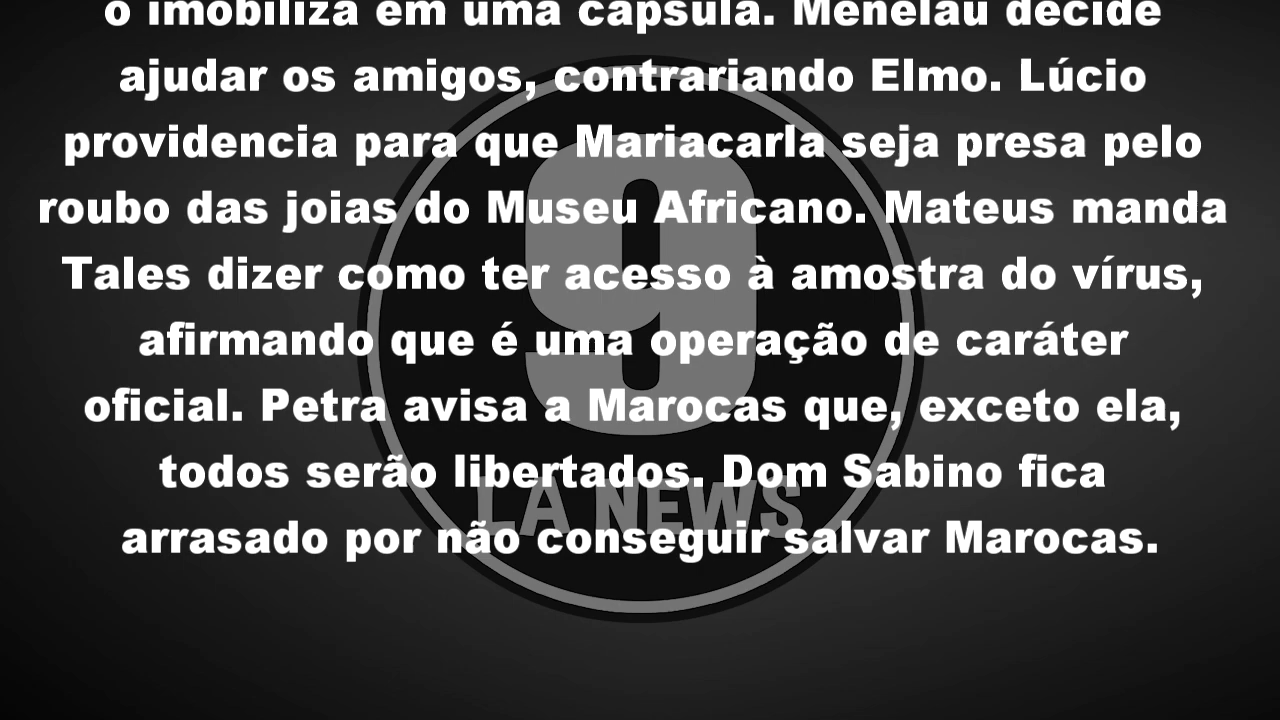 o imobiliza em uma cápsula. Menelau decide
ajudar os amigos, contrariando Elmo. Lúcio
providencia para que Mariacarla seja presa pelo
roubo das joias do Museu Africano. Mateus manda
Tales dizer como ter acesso à amostra do vírus,
afirmando que é uma operação de caráter
oficial. Petra avisa a Marocas que, exceto ela,
todos serão libertados. Dom Sabino fica
arrasado por não conseguir salvar Marocas.
9
LA NEWS